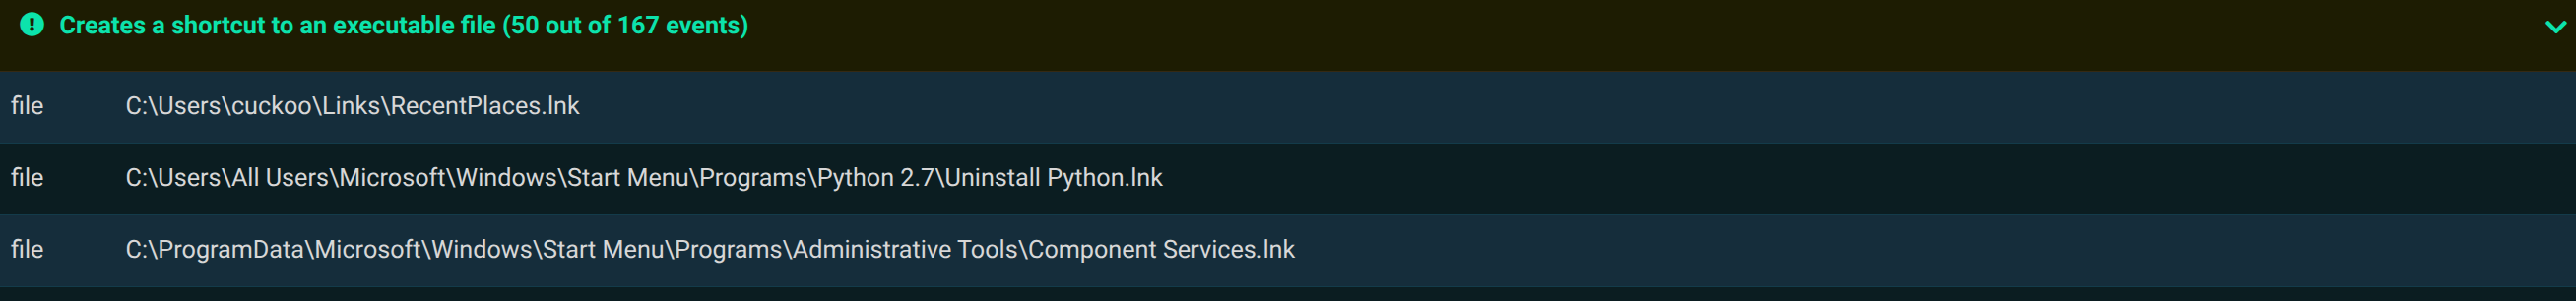 Creates a shortcut to an executable file (50 out of 167 events)
file C:\Users\cuckoo\Links\RecentPlaces.lnk
file C:\Users\All Users\Microsoft\Windows\Start Menu\Programs\Python 2.7\Uninstall Python.lnk
file C:\ProgramData\Microsoft\Windows\Start Menu\Programs\Administrative Tools\Component Services.lnk